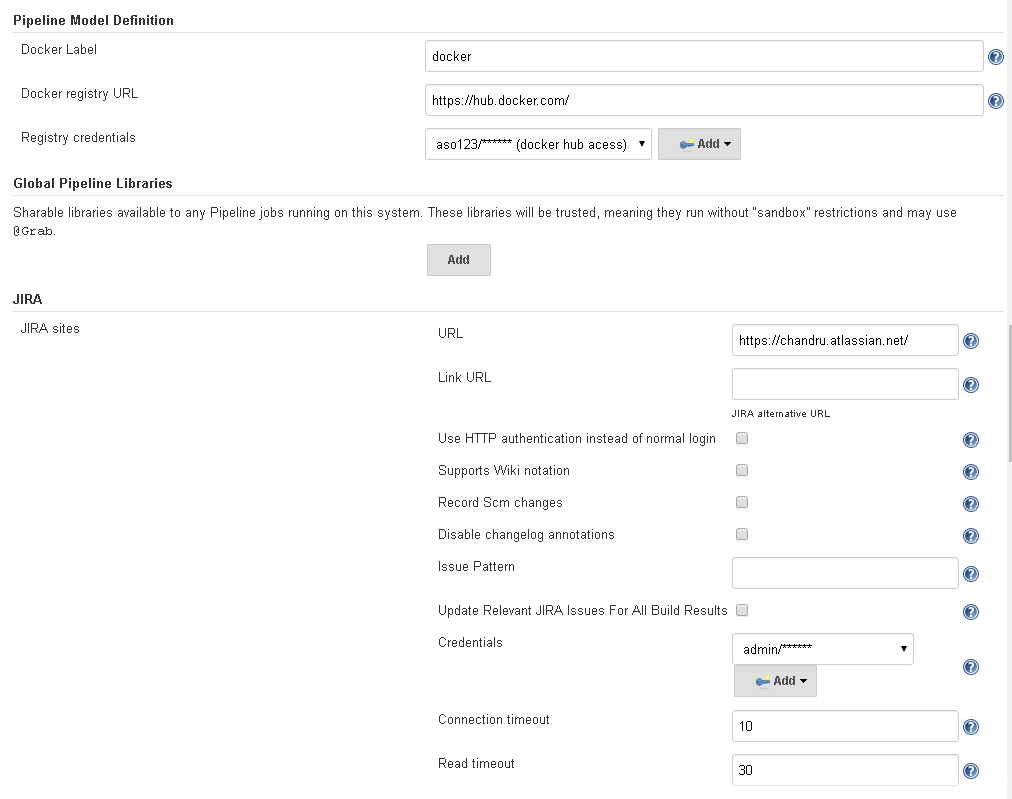 Pipeline Model Definition
Docker Label
docker
Docker registry URL
https://hub.docker.com/
Registry credentials
aso123/****** (docker hub acess)
Add
Global Pipeline Libraries
Sharable libraries available to any Pipeline jobs running on this system. These libraries will be trusted, meaning they run without "sandbox" restrictions and may use
@Grab.
Add
JIRA
JIRA sites
URL
https://chandru.atlassian.net/
Link URL
JIRA alternative URL
Use HTTP authentication instead of normal login
Supports Wiki notation
Record Scm changes
Disable changelog annotations
Issue Pattern
Update Relevant JIRA Issues For All Build Results
Credentials
admin/******
Add
Connection timeout
10
Read timeout
30